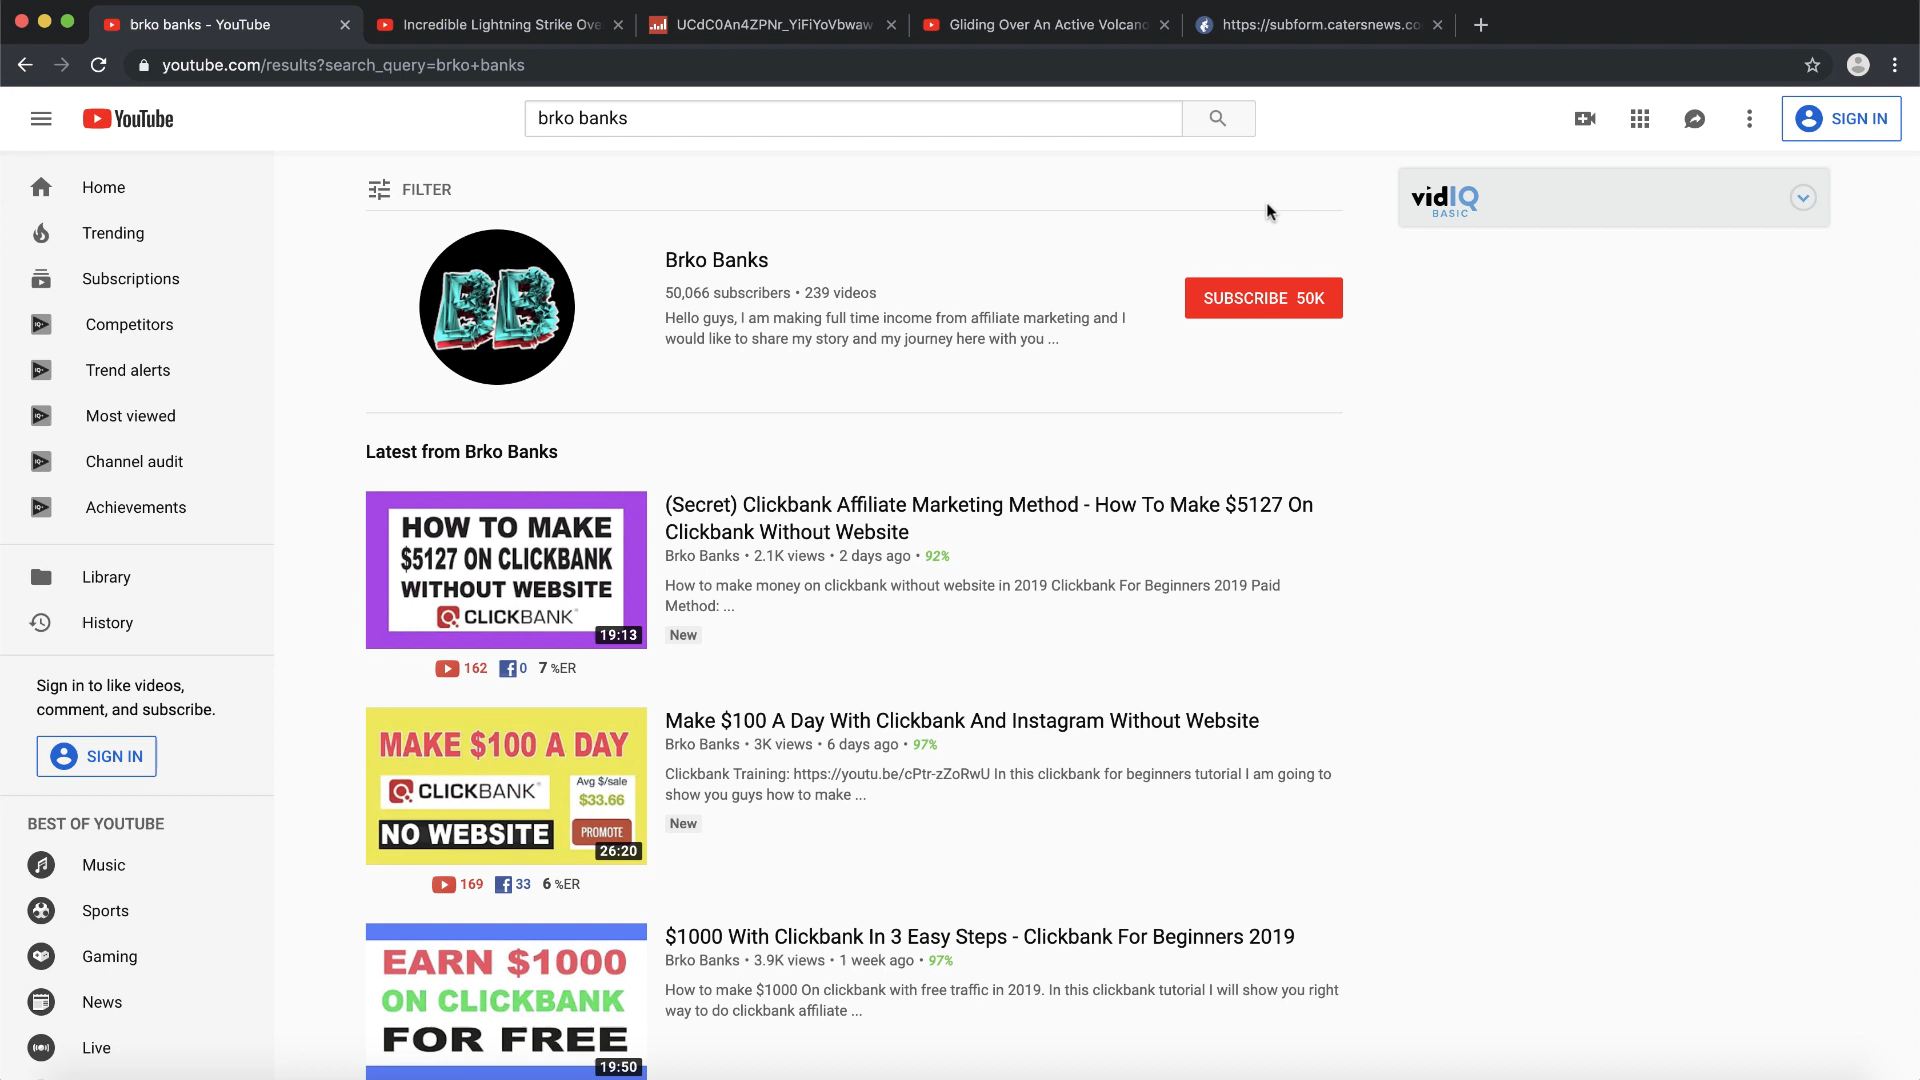 brko banks - YouTube
Incredible Lightning Strike Ove
UCdC0An4ZPNr_YiFiYoVbwaw
Gliding Over An Active Volcano
https://subform.catersnews.co
youtube.com/results?search_query=brko+banks
YouTube
brko banks
SIGN IN
Home
Trending
Subscriptions
Competitors
Trend alerts
Most viewed
Channel audit
Achievements
Library
History
Sign in to like videos,
comment, and subscribe.
SIGN IN
BEST OF YOUTUBE
Music
Sports
Gaming
News
Live
FILTER
BB
Brko Banks
50,066 subscribers • 239 videos
Hello guys, I am making full time income from affiliate marketing and I
would like to share my story and my journey here with you ...
SUBSCRIBE 50K
Latest from Brko Banks
HOW TO MAKE
$5127 ON CLICKBANK
WITHOUT WEBSITE
CLICKBANK
19:13
162 0 7 %ER
(Secret) Clickbank Affiliate Marketing Method - How To Make $5127 On
Clickbank Without Website
Brko Banks • 2.1K views • 2 days ago • 92%
How to make money on clickbank without website in 2019 Clickbank For Beginners 2019 Paid
Method: ...
New
MAKE $100 A DAY
CLICKBANK
Avg $/sale
$33.66
NO WEBSITE
PROMOTE
26:20
169 33 6 %ER
Make $100 A Day With Clickbank And Instagram Without Website
Brko Banks • 3K views • 6 days ago • 97%
Clickbank Training: https://youtu.be/cPtr-zZoRwU In this clickbank for beginners tutorial I am going to
show you guys how to make ...
New
EARN $1000
ON CLICKBANK
FOR FREE
19:50
$1000 With Clickbank In 3 Easy Steps - Clickbank For Beginners 2019
Brko Banks • 3.9K views • 1 week ago • 97%
How to make $1000 On clickbank with free traffic in 2019. In this clickbank tutorial I will show you right
way to do clickbank affiliate ...
vidIQ
BASIC